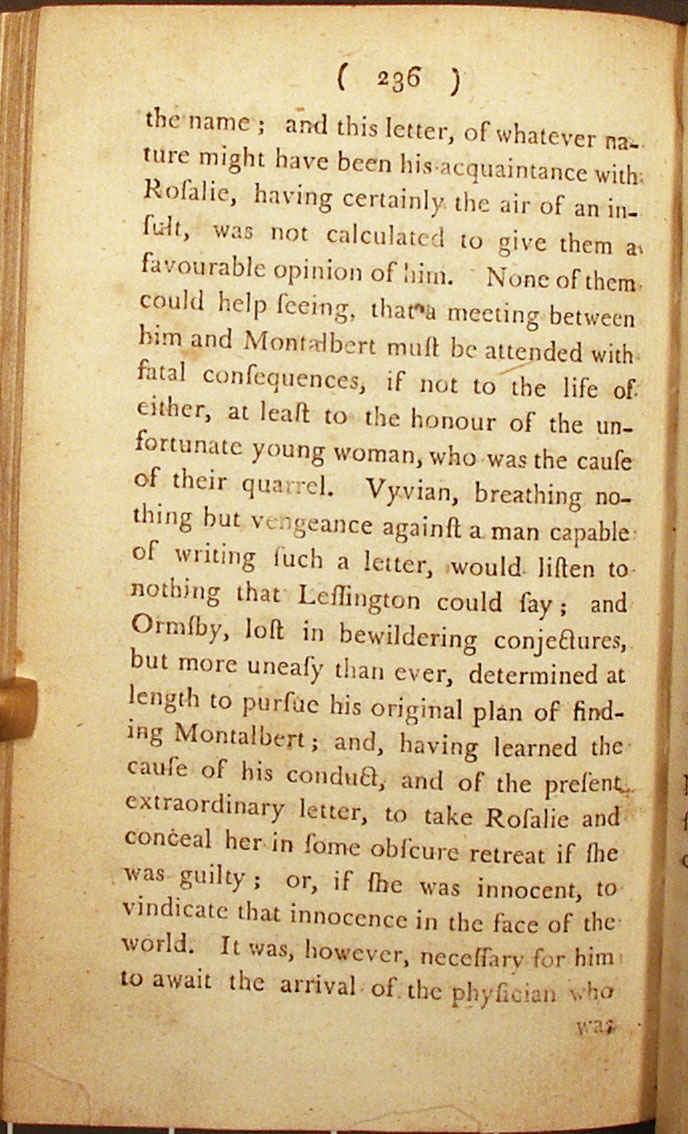 ( 236 )
the name ; and this letter, of whatever na-
ture might have been his acquaintance with
Roſalie, having certainly the air of an in-
ſult, was not calculated to give them a
favourable opinion of him. None of them
could help ſeeing, that a meeting between
him and Montalbert muſt be attended with
fatal conſequences, if not to the life of
either, at leaſt to the honour of the un-
fortunate young woman, who was the cauſe
of their quarrel. Vyvian, breathing no-
thing but vengeance againſt a man capable
of writing ſuch a letter, would liſten to
nothing that Leſſington could ſay ; and
Ormſby, loſt in bewildering conjectures,
but more uneaſy than ever, determined at
length to purſue his original plan of find-
ing Montalbert ; and, having learned the
cauſe of his conduct, and of the preſent
extraordinary letter, to take Roſalie and
conceal her in ſome obſcure retreat if ſhe
was guilty ; or, if ſhe was innocent, to
vindicate that innocence in the face of the
world. It was, however, neceſſary for him
to await the arrival of the phyſician who
was